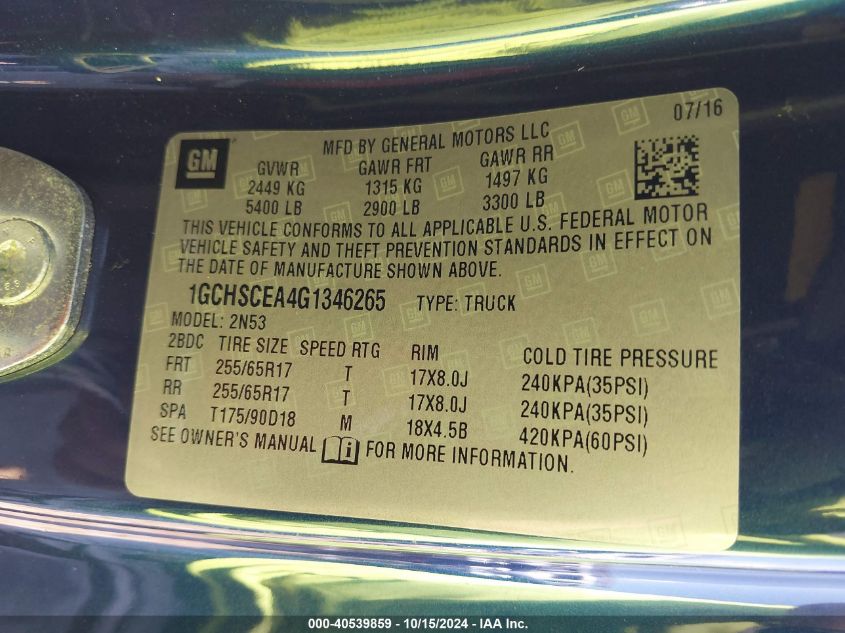 07/16
GM
MFD BY GENERAL MOTORS LLC
GVWR GAWR FRT GAWR RR
2449 KG 1315 KG 1497 KG
5400 LB 2900 LB 3300 LB
THIS VEHICLE CONFORMS TO ALL APPLICABLE U.S. FEDERAL MOTOR
VEHICLE SAFETY AND THEFT PREVENTION STANDARDS IN EFFECT ON
THE DATE OF MANUFACTURE SHOWN ABOVE.
1GCHSCEA4G1346265 TYPE: TRUCK
MODEL: 2N53
2BDC TIRE SIZE SPEED RTG RIM COLD TIRE PRESSURE
FRT 255/65R17 T 17X8.0J 240KPA(35PSI)
RR 255/65R17 T 17X8.0J 240KPA(35PSI)
SPA T175/90D18 M 18X4.5B 420KPA(60PSI)
SEE OWNER'S MANUAL FOR MORE INFORMATION.
000-40539859 - 10/15/2024 - IAA Inc.